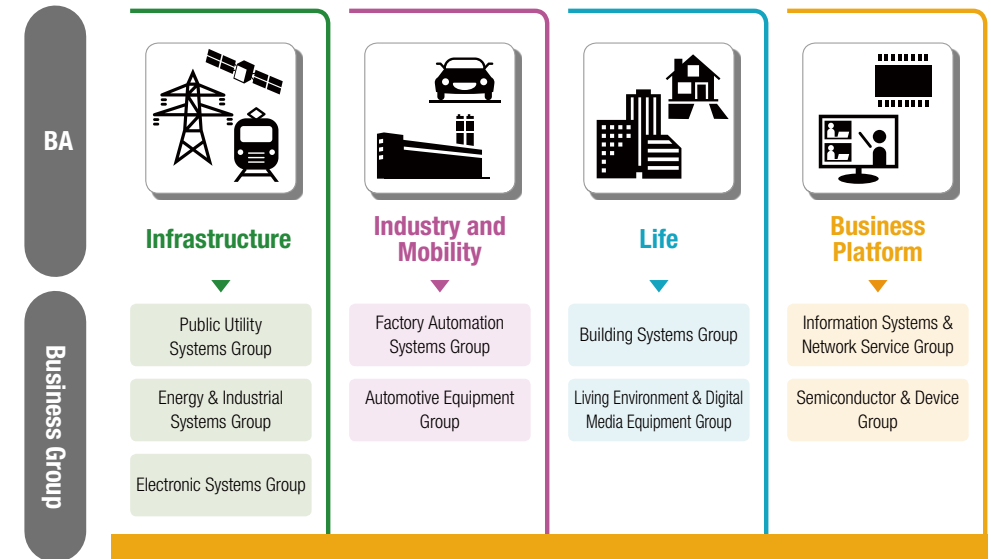 BA
Infrastructure
Industry and
Mobility
Life
Business
Platform
Business Group
Public Utility
Systems Group
Energy & Industrial
Systems Group
Electronic Systems Group
Factory Automation
Systems Group
Automotive Equipment
Group
Building Systems Group
Living Environment & Digital
Media Equipment Group
Information Systems &
Network Service Group
Semiconductor & Device
Group